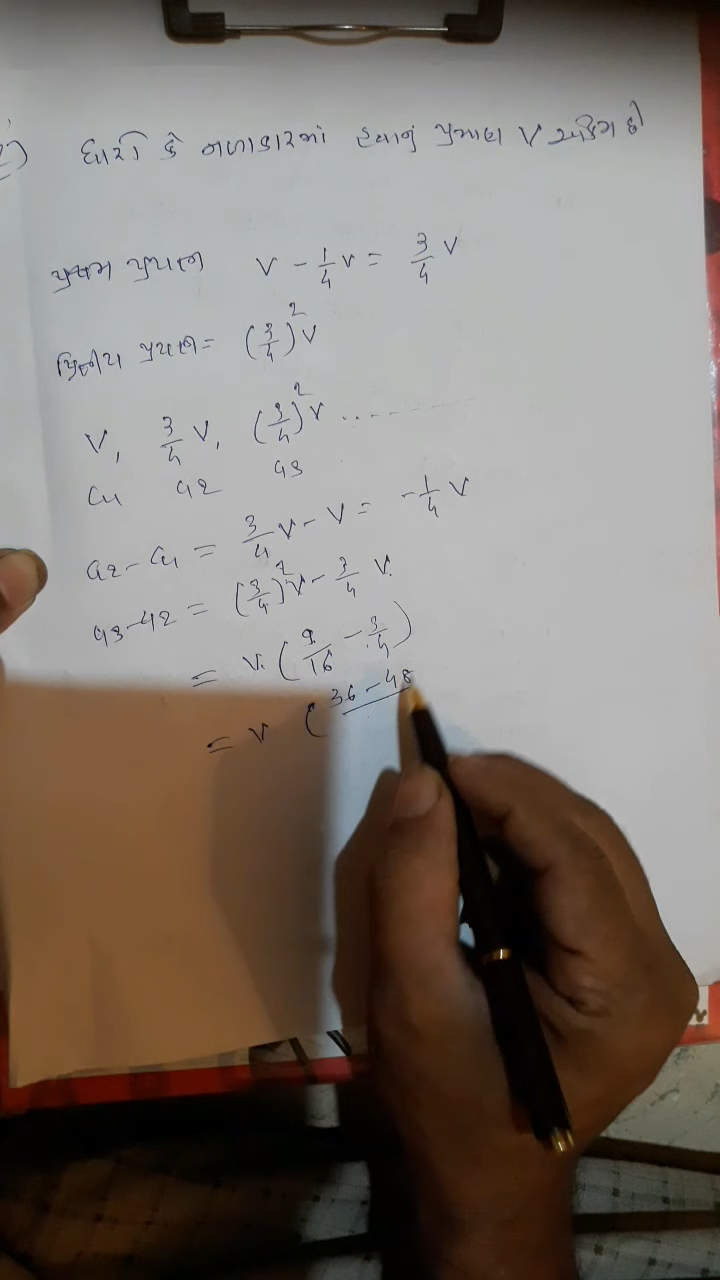 ધારો કે નળાકારમાં હવાનું પ્રમાણ V એકમ છે
પ્રથમ પ્રયાસ V - 1/4 V = 3/4 V
દ્વિતીય પ્રયાસ = (3/4)² V
V, 3/4 V, (3/4)² V ........
a1 a2 a3
a2 - a1 = 3/4 V - V = -1/4 V
a3 - a2 = (3/4)² V - 3/4 V.
= V. (9/16 - 3/4)
= V (36 - 48